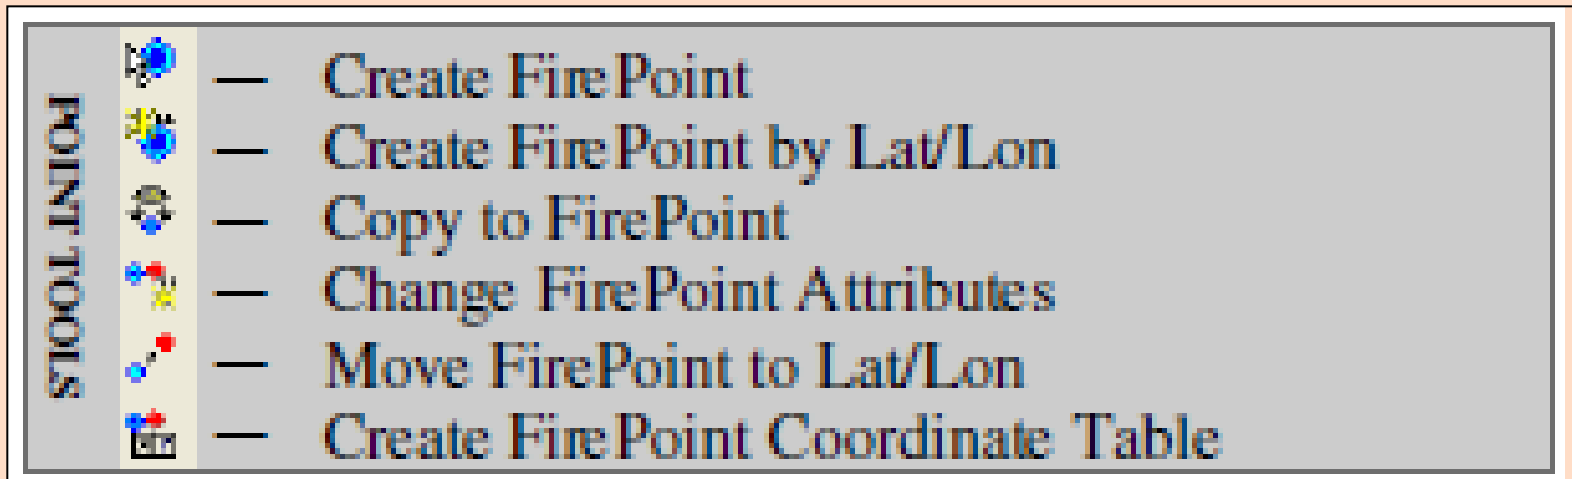 POINT TOOLS
— Create FirePoint
— Create FirePoint by Lat/Lon
— Copy to FirePoint
— Change FirePoint Attributes
— Move FirePoint to Lat/Lon
— Create FirePoint Coordinate Table